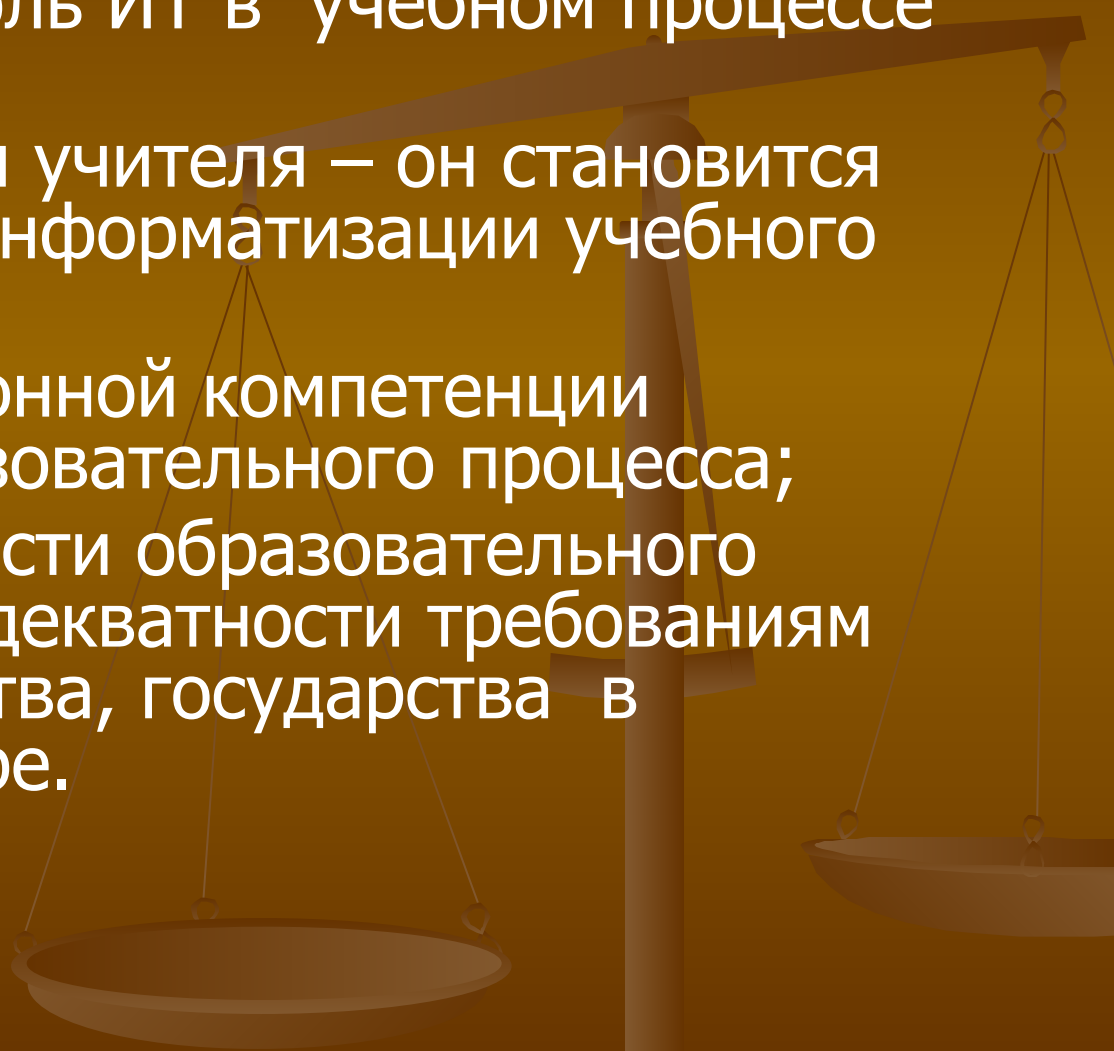 ль ИТ в учебном процессе
учителя – он становится
нформатизации учебного
онной компетенции
зовательного процесса;
сти образовательного
декватности требованиям
тва, государства в
ре.